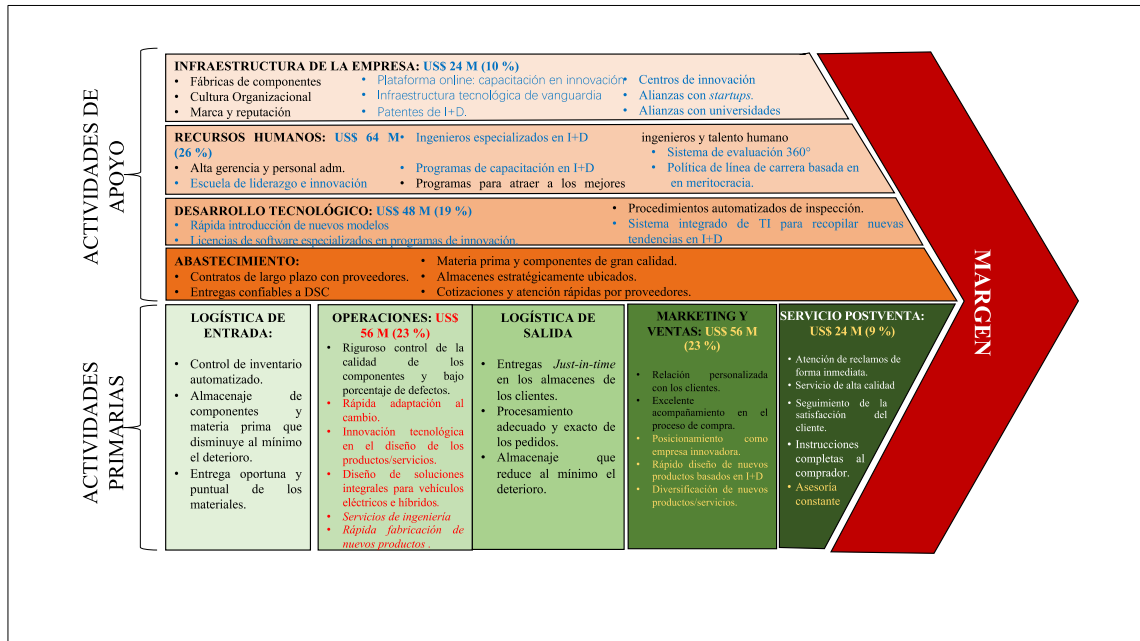 ACTIVIDADES DE
APOYO
INFRAESTRUCTURA DE LA EMPRESA: US$ 24 M (10 %)
• Fábricas de componentes
• Cultura Organizacional
• Marca y reputación
• Plataforma online: capacitación en innovación
• Infraestructura tecnológica de vanguardia
• Patentes de I+D.
• Centros de innovación
• Alianzas con startups.
• Alianzas con universidades
RECURSOS HUMANOS: US$ 64 M
(26 %)
• Alta gerencia y personal adm.
• Escuela de liderazgo e innovación
• Ingenieros especializados en I+D
• Programas de capacitación en I+D
• Programas para atraer a los mejores
ingenieros y talento humano
• Sistema de evaluación 360°
• Política de línea de carrera basada en
en meritocracia.
DESARROLLO TECNOLÓGICO: US$ 48 M (19 %)
• Rápida introducción de nuevos modelos
• Licencias de software especializados en programas de innovación.
• Procedimientos automatizados de inspección.
• Sistema integrado de TI para recopilar nuevas
tendencias en I+D
ABASTECIMIENTO:
• Contratos de largo plazo con proveedores.
• Entregas confiables a DSC
• Materia prima y componentes de gran calidad.
• Almacenes estratégicamente ubicados.
• Cotizaciones y atención rápidas por proveedores.
MARGEN
ACTIVIDADES
PRIMARIAS
LOGÍSTICA DE
ENTRADA:
• Control de inventario
automatizado.
• Almacenaje de
componentes y
materia prima que
disminuye al mínimo
el deterioro.
• Entrega oportuna y
puntual de los
materiales.
OPERACIONES: US$
56 M (23 %)
• Riguroso control de la
calidad de los
componentes y bajo
porcentaje de defectos.
• Rápida adaptación al
cambio.
• Innovación tecnológica
en el diseño de los
productos/servicios.
• Diseño de soluciones
integrales para vehículos
eléctricos e híbridos.
• Servicios de ingeniería
• Rápida fabricación de
nuevos productos .
LOGÍSTICA DE
SALIDA
• Entregas Just-in-time
en los almacenes de
los clientes.
• Procesamiento
adecuado y exacto de
los pedidos.
• Almacenaje que
reduce al mínimo el
deterioro.
MARKETING Y
VENTAS: US$ 56 M
(23 %)
• Relación personalizada
con los clientes.
• Excelente
acompañamiento en el
proceso de compra.
• Posicionamiento como
empresa innovadora.
• Rápido diseño de nuevos
productos basados en I+D
• Diversificación de nuevos
productos/servicios.
SERVICIO POSTVENTA:
US$ 24 M (9 %)
• Atención de reclamos de
forma inmediata.
• Servicio de alta calidad
• Seguimiento de la
satisfacción del
cliente.
• Instrucciones
completas al
comprador.
• Asesoría
constante